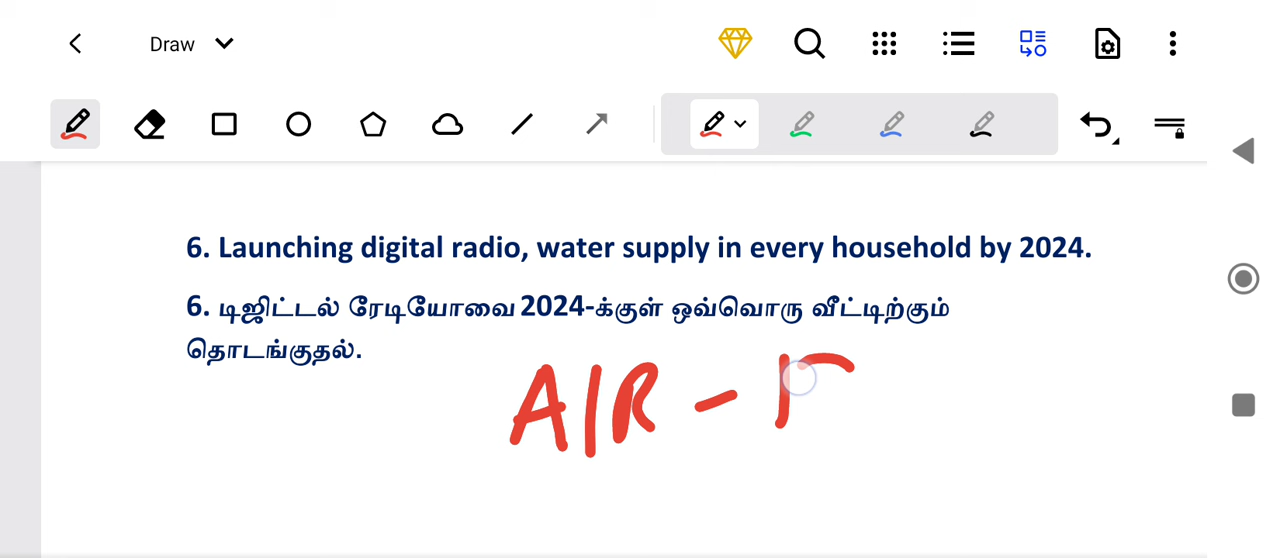 Draw
6. Launching digital radio, water supply in every household by 2024.
6. டிஜிட்டல் ரேடியோவை 2024-க்குள் ஒவ்வொரு வீட்டிற்கும்
தொடங்குதல்.
AIR -